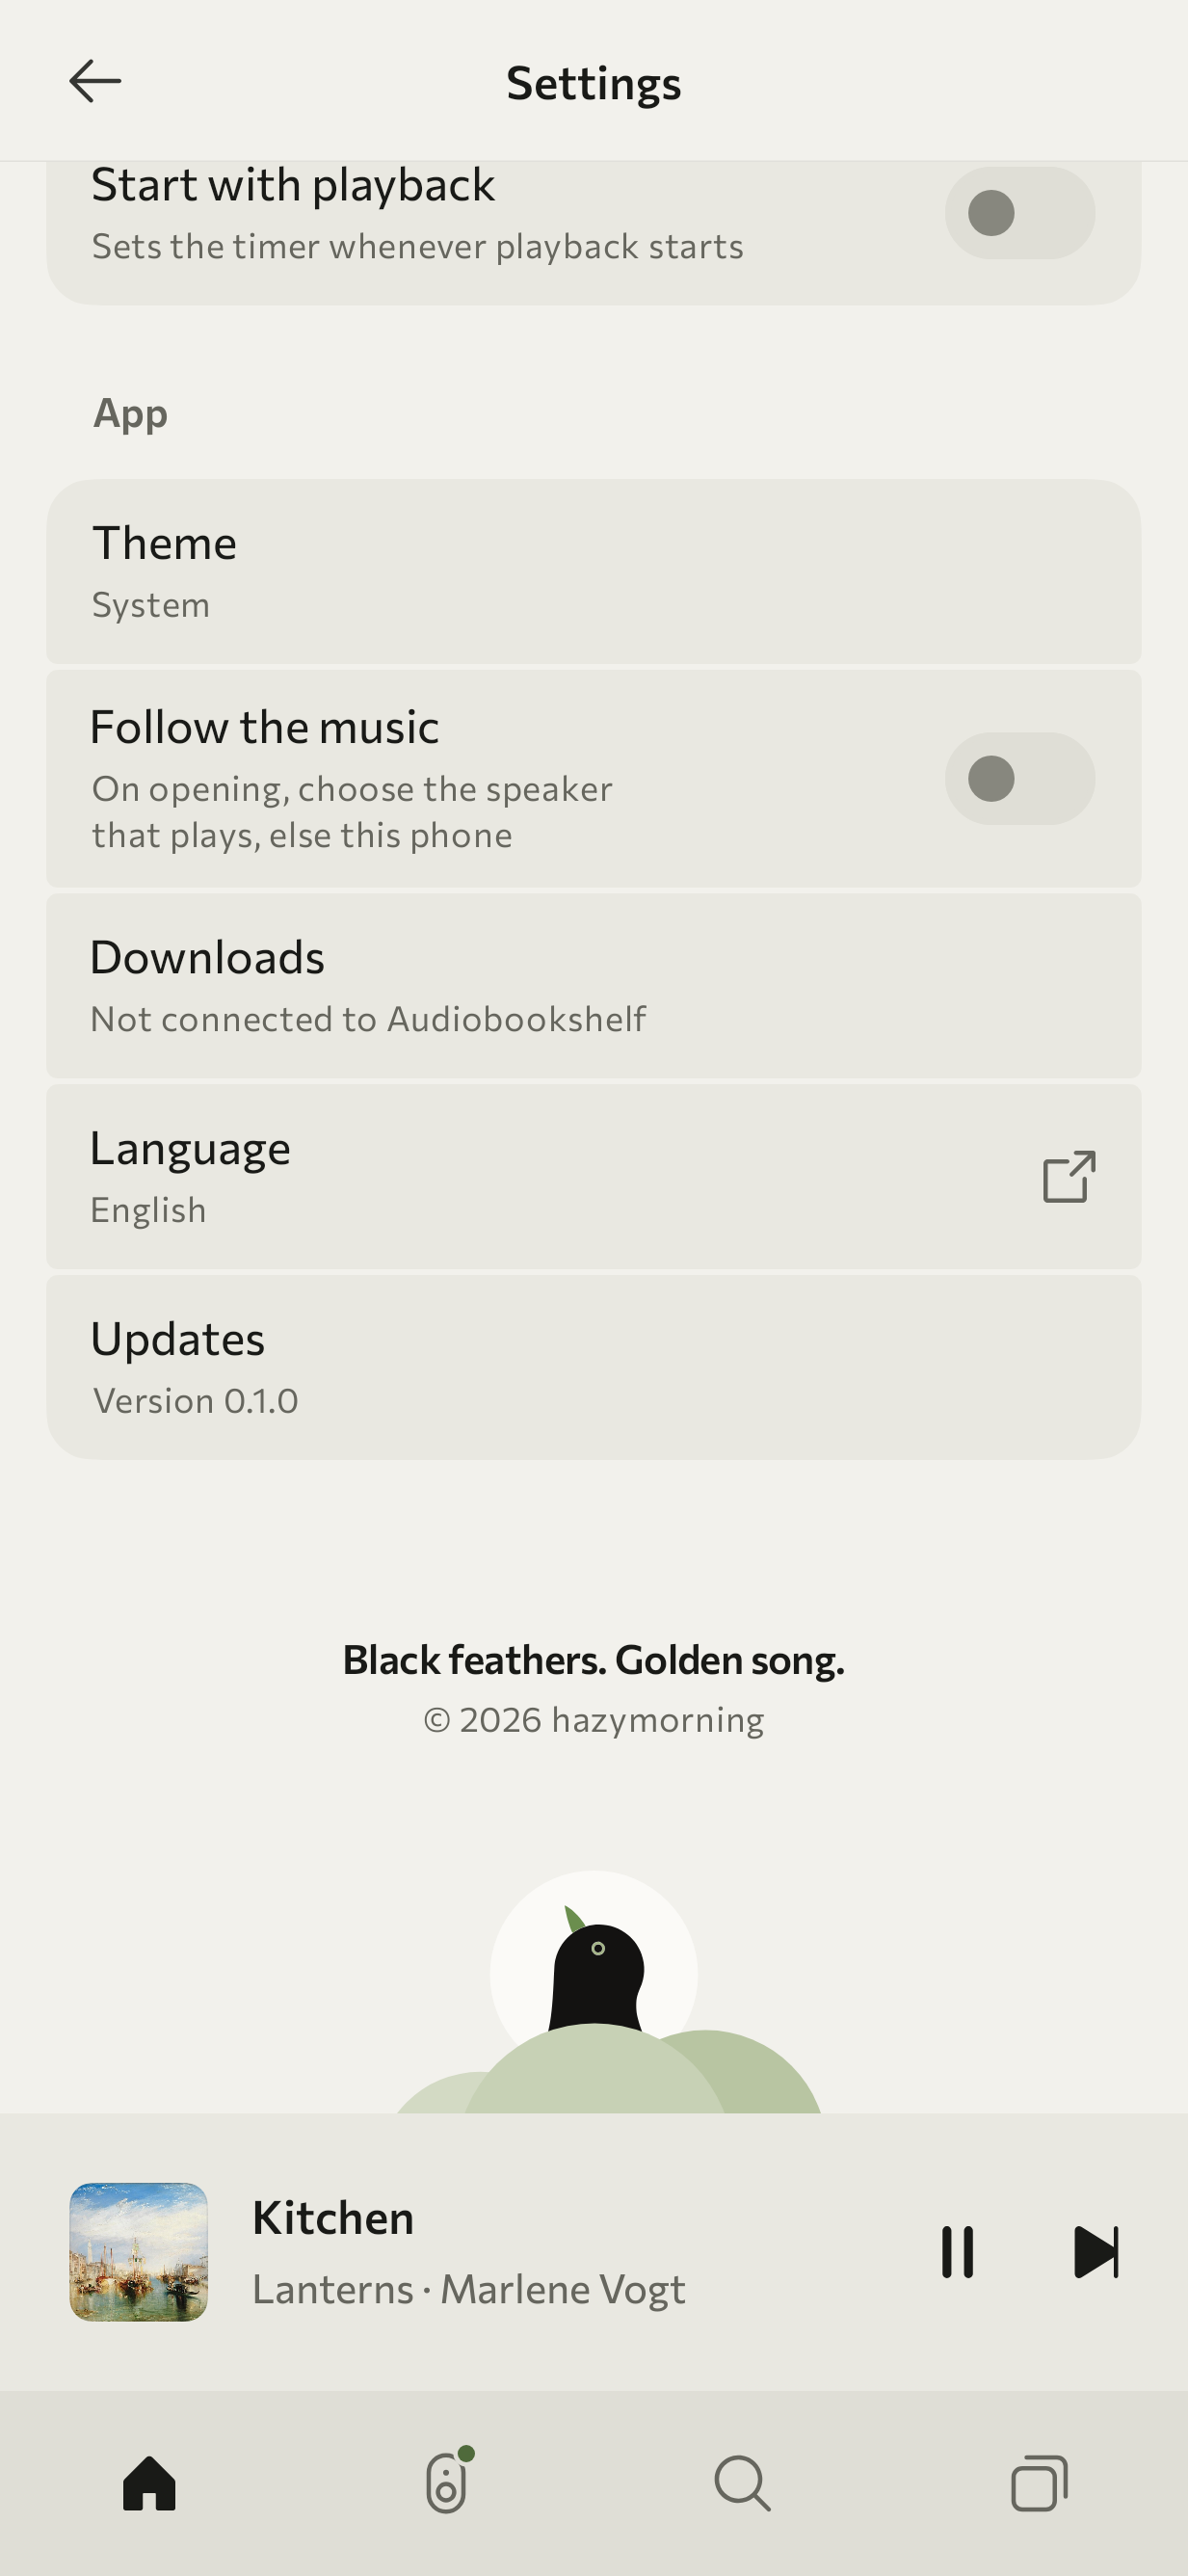 Settings
Start with playback
Sets the timer whenever playback starts
App
Theme
System
Follow the music
On opening, choose the speaker
that plays, else this phone
Downloads
Not connected to Audiobookshelf
Language
English
Updates
Version 0.1.0
Black feathers. Golden song.
© 2026 hazymorning
Kitchen
Lanterns · Marlene Vogt